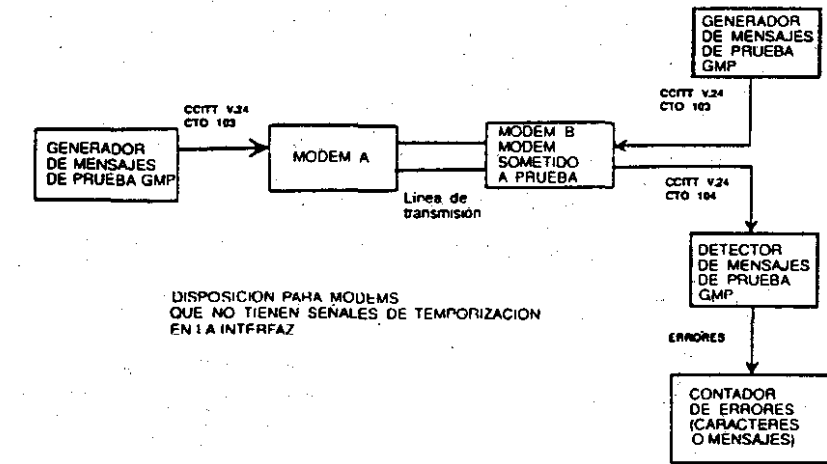 GENERADOR
DE MENSAJES
DE PRUEBA
GMP
CCITT V.24
CTO 103
CCITT V.24
CTO 103
GENERADOR
DE MENSAJES
DE PRUEBA GMP
MODEM A
MODEM B
MODEM
SOMETIDO
A PRUEBA
Linea de
transmisión
CCITT V.24
CTO 104
DETECTOR
DE MENSAJES
DE PRUEBA
GMP
DISPOSICION PARA MODEMS
QUE NO TIENEN SEÑALES DE TEMPORIZACION
EN LA INTERFAZ
ERRORES
CONTADOR
DE ERRORES
(CARACTERES
O MENSAJES)